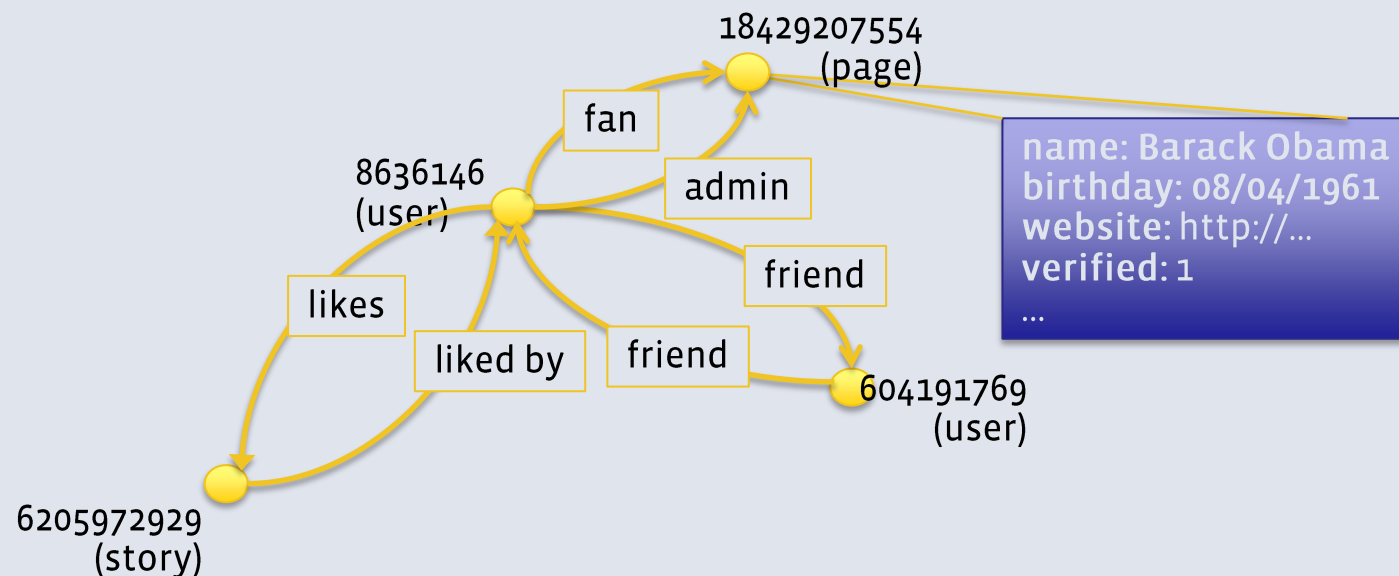 18429207554
(page)
fan
name: Barack Obama
birthday: 08/04/1961
website: http://...
verified: 1
...
8636146
(user)
admin
friend
likes
liked by
friend
604191769
(user)
6205972929
(story)